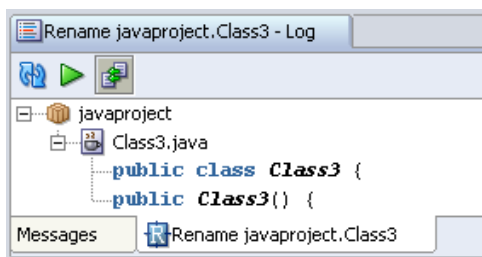 Rename javaproject.Class3 - Log
javaproject
Class3.java
public class Class3 {
public Class3() {
Messages
Rename javaproject.Class3